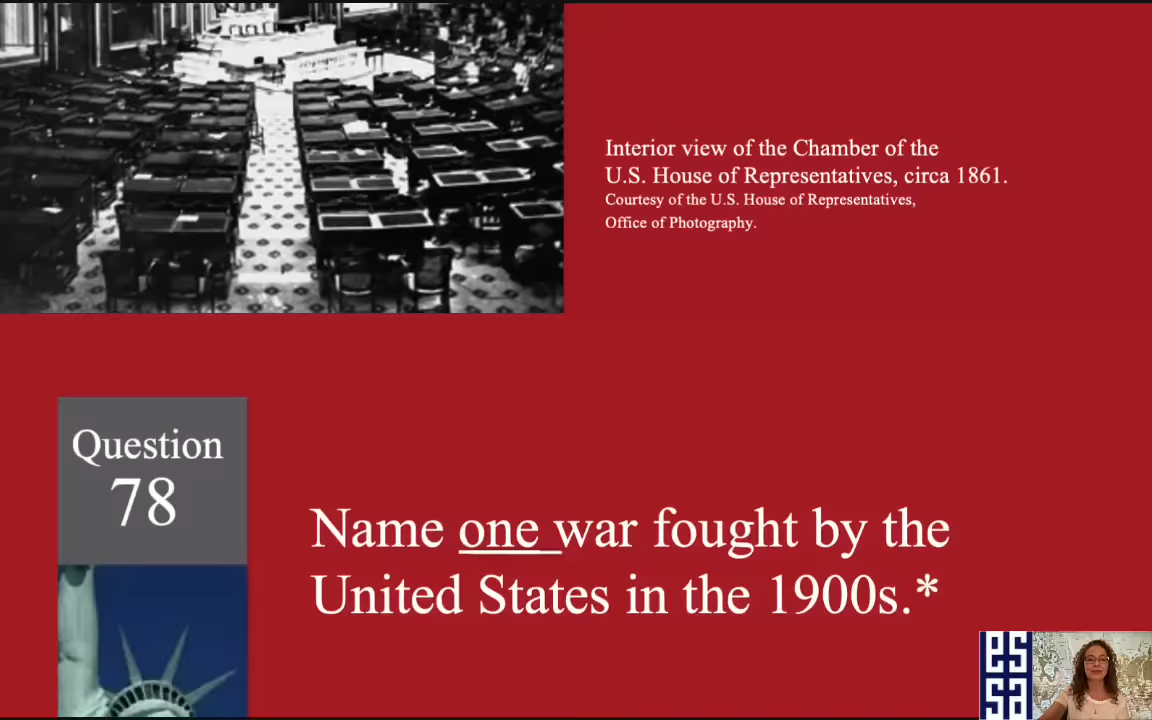 Interior view of the Chamber of the
U.S. House of Representatives, circa 1861.
Courtesy of the U.S. House of Representatives,
Office of Photography.
Question
78
Name one war fought by the
United States in the 1900s.*